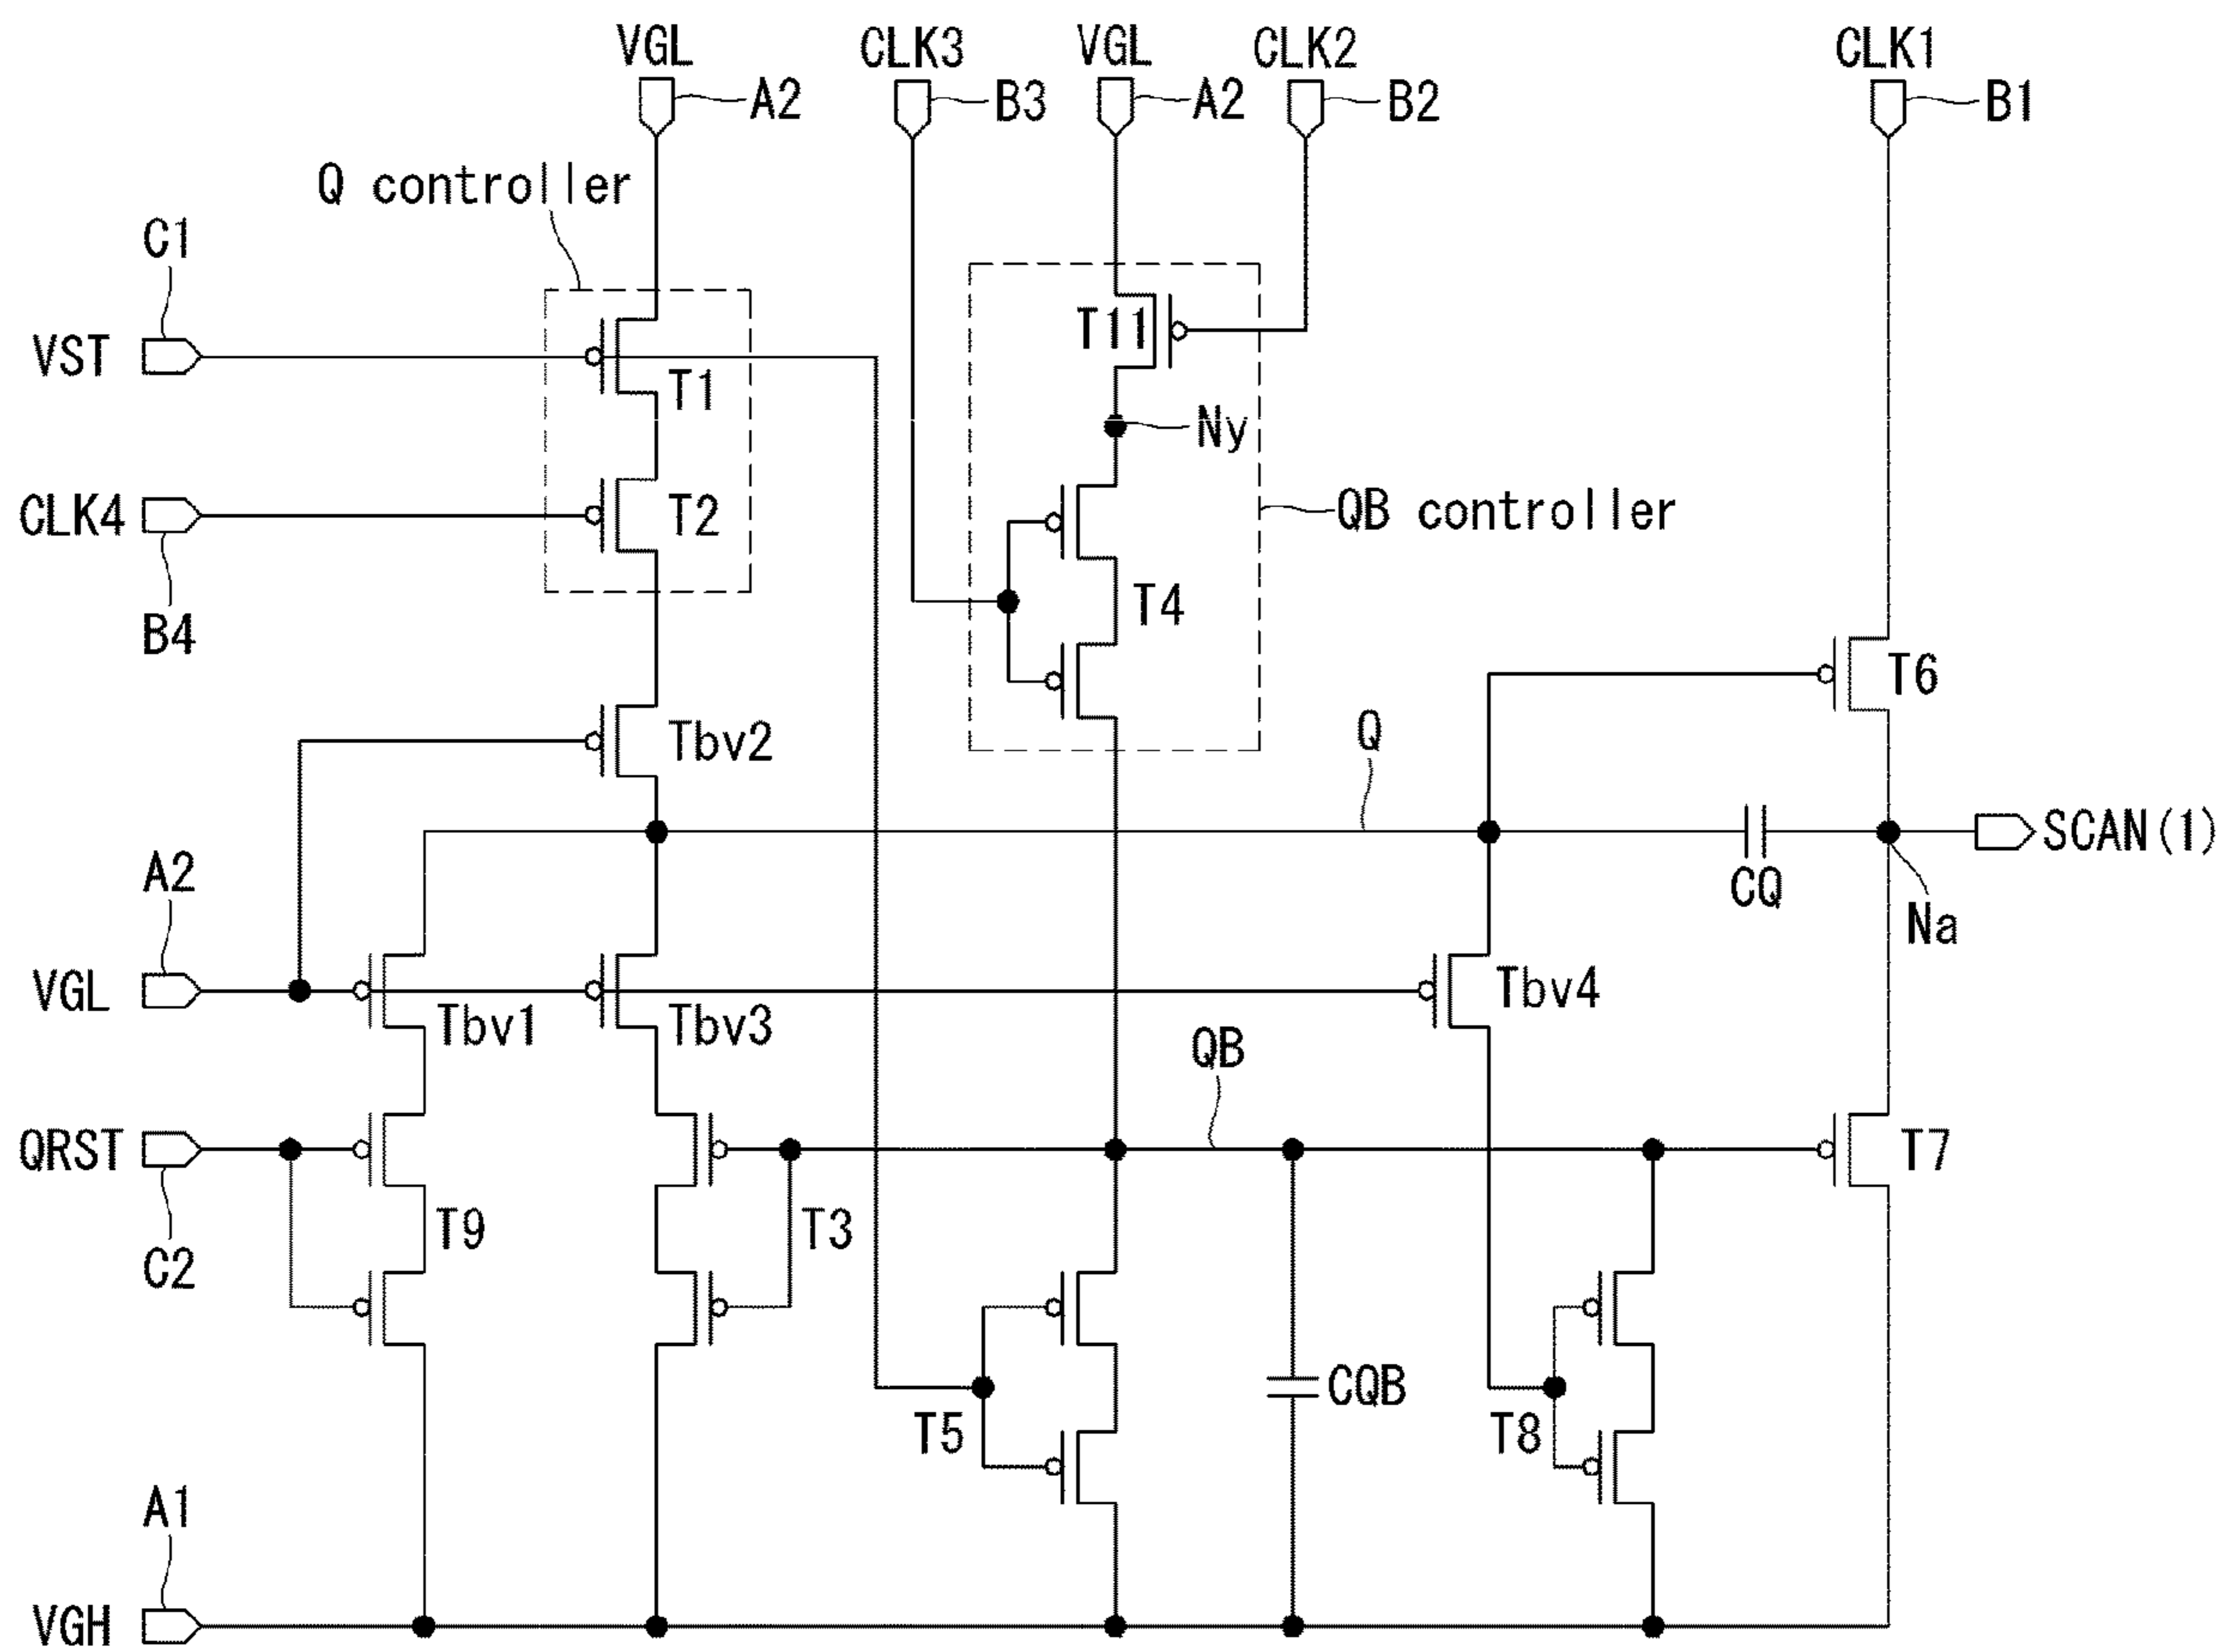 VGL
CLK3
VGL
CLK2
CLK1
A2
B3
A2
B2
B1
Q controller
C1
VST
T1
T11
Ny
CLK4
T2
QB controller
B4
T4
T6
Tbv2
Q
SCAN(1)
A2
CQ
Na
VGL
Tbv1
Tbv3
Tbv4
QB
QRST
T9
T3
T7
C2
T5
CQB
T8
A1
VGH